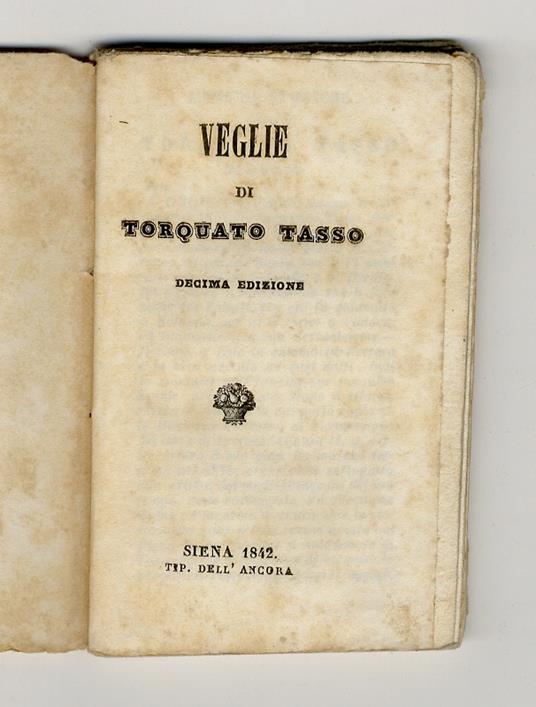 VEGLIE
DI
TORQUATO TASSO
DECIMA EDIZIONE
SIENA 1842.
TIP. DELL' ANCORA